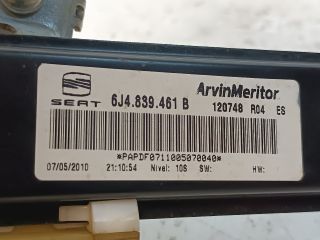 SEAT 6J4.839.461 B ArvinMeritor
120748 R04 ES
*PAPDF0711005070040*
07/05/2010 21:10:54 Nivel: 10S SW: HW: